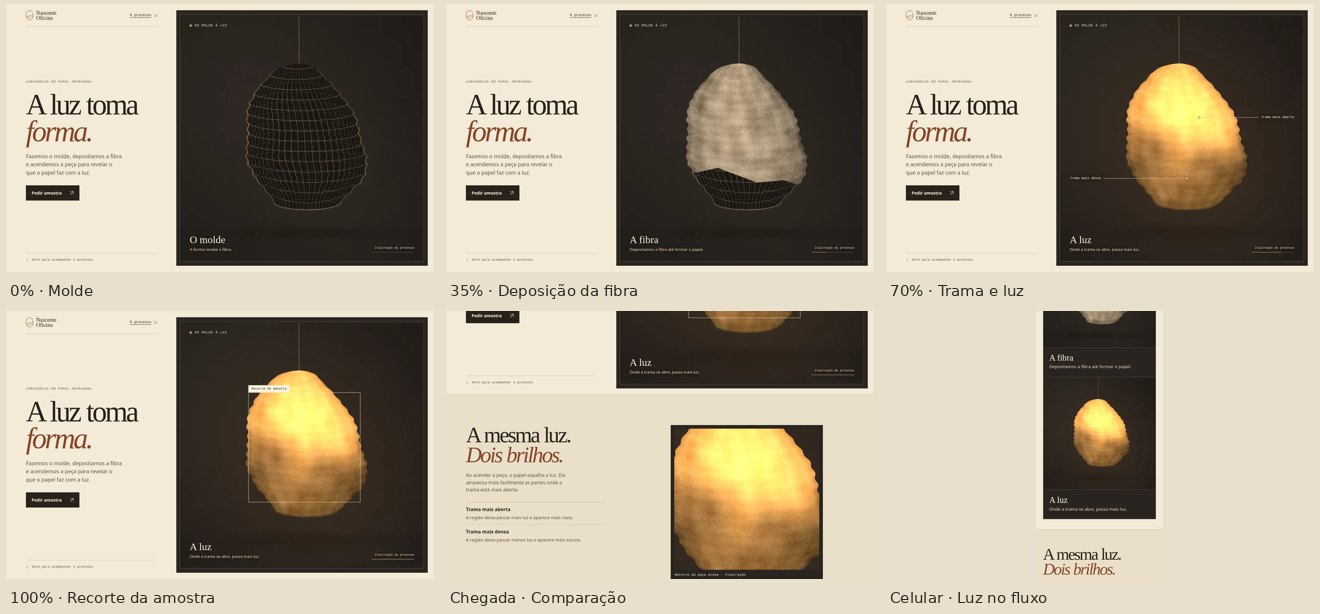 Nascente
Oficina
O processo
DO MOLDE À LUZ
LUMINÁRIAS EM PAPEL ARTESANAL
A luz toma
forma.
Fazemos o molde, depositamos a fibra
e acendemos a peça para revelar o
que o papel faz com a luz.
Pedir amostra
O molde
A forma recebe a fibra.
Ilustração do processo
↓ Role para acompanhar o processo
0% · Molde
Nascente
Oficina
O processo
DO MOLDE À LUZ
LUMINÁRIAS EM PAPEL ARTESANAL
A luz toma
forma.
Fazemos o molde, depositamos a fibra
e acendemos a peça para revelar o
que o papel faz com a luz.
Pedir amostra
A fibra
Depositamos a fibra até formar o papel.
Ilustração do processo
↓ Role para acompanhar o processo
35% · Deposição da fibra
Nascente
Oficina
O processo
DO MOLDE À LUZ
LUMINÁRIAS EM PAPEL ARTESANAL
A luz toma
forma.
Trama mais aberta
Fazemos o molde, depositamos a fibra
e acendemos a peça para revelar o
que o papel faz com a luz.
Trama mais densa
Pedir amostra
A luz
Onde a trama se abre, passa mais luz.
Ilustração do processo
↓ Role para acompanhar o processo
70% · Trama e luz
Nascente
Oficina
O processo
DO MOLDE À LUZ
LUMINÁRIAS EM PAPEL ARTESANAL
Recorte da amostra
A luz toma
forma.
Fazemos o molde, depositamos a fibra
e acendemos a peça para revelar o
que o papel faz com a luz.
Pedir amostra
A luz
Onde a trama se abre, passa mais luz.
Ilustração do processo
↓ Role para acompanhar o processo
100% · Recorte da amostra
Pedir amostra
A luz
Onde a trama se abre, passa mais luz.
Ilustração do processo
↓ Role para acompanhar o processo
A mesma luz.
Dois brilhos.
Ao acender a peça, o papel espalha a luz. Ela
atravessa mais facilmente as partes onde a
trama está mais aberta.
Trama mais aberta
A região deixa passar mais luz e aparece mais clara.
Trama mais densa
A região deixa passar menos luz e aparece mais escura.
Recorte da peça acesa · Ilustração
Chegada · Comparação
A fibra
Depositamos a fibra até formar o papel.
A luz
Onde a trama se abre, passa mais luz.
A mesma luz.
Dois brilhos.
Celular · Luz no fluxo